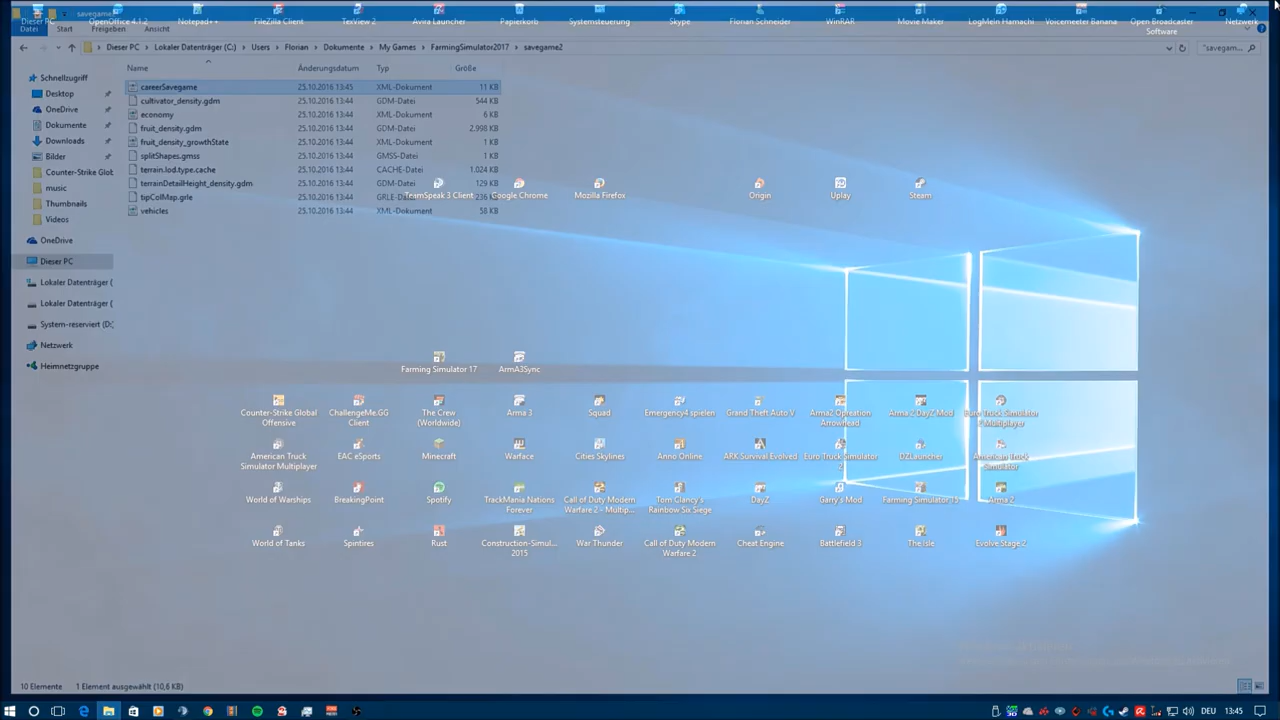 Dieser PC
OpenOffice 4.1.2
Notepad++
FileZilla Client
TexView 2
Avira Launcher
Papierkorb
Systemsteuerung
Skype
Florian Schneider
WinRAR
Movie Maker
LogMeIn Hamachi
Voicemeeter Banana
Open Broadcaster
Software
Netzwerk
savegame2
Datei Start Freigeben Ansicht
Dieser PC > Lokaler Datenträger (C:) > Users > Florian > Dokumente > My Games > FarmingSimulator2017 > savegame2
"savegam...
Name Änderungsdatum Typ Größe
careerSavegame 25.10.2016 13:45 XML-Dokument 11 KB
cultivator_density.gdm 25.10.2016 13:44 GDM-Datei 544 KB
economy 25.10.2016 13:44 XML-Dokument 6 KB
fruit_density.gdm 25.10.2016 13:44 GDM-Datei 2.998 KB
fruit_density_growthState 25.10.2016 13:44 XML-Dokument 1 KB
splitShapes.gmss 25.10.2016 13:44 GMSS-Datei 1 KB
terrain.lod.type.cache 25.10.2016 13:44 CACHE-Datei 1.024 KB
terrainDetailHeight_density.gdm 25.10.2016 13:44 GDM-Datei 129 KB
tipColMap.grle 25.10.2016 13:44 GRLE-Datei 236 KB
vehicles 25.10.2016 13:44 XML-Dokument 58 KB
Schnellzugriff
Desktop
OneDrive
Dokumente
Downloads
Bilder
Counter-Strike Glob
music
Thumbnails
Videos
OneDrive
Dieser PC
Lokaler Datenträger (
Lokaler Datenträger (
System-reserviert (D:
Netzwerk
Heimnetzgruppe
TeamSpeak 3 Client
Google Chrome
Mozilla Firefox
Origin
Uplay
Steam
Farming Simulator 17
ArmA3Sync
Counter-Strike Global
Offensive
ChallengeMe.GG
Client
The Crew
(Worldwide)
Arma 3
Squad
Emergency4 spielen
Grand Theft Auto V
Arma2 Opreation
Arrowhead
Arma 2 DayZ Mod
Euro Truck Simulator
2 Multiplayer
American Truck
Simulator Multiplayer
EAC eSports
Minecraft
Warface
Cities Skylines
Anno Online
ARK:Survival Evolved
Euro Truck Simulator
2
DZLauncher
American Truck
Simulator
World of Warships
BreakingPoint
Spotify
TrackMania Nations
Forever
Call of Duty Modern
Warfare 2 - Multip...
Tom Clancy's
Rainbow Six Siege
DayZ
Garry's Mod
Farming Simulator 15
Arma 2
World of Tanks
Spintires
Rust
Construction-Simul...
2015
War Thunder
Call of Duty Modern
Warfare 2
Cheat Engine
Battlefield 3
The Isle
Evolve Stage 2
10 Elemente 1 Element ausgewählt (10,6 KB)
DEU 13:45